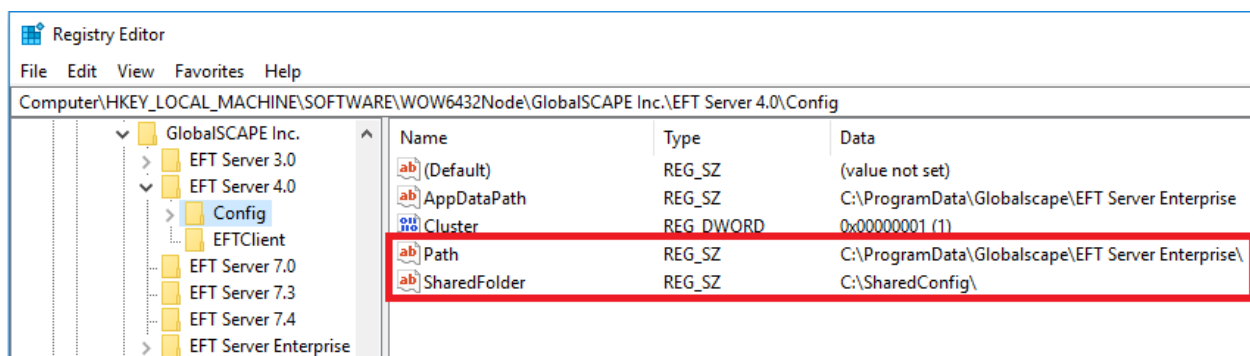 Registry Editor
File Edit View Favorites Help
Computer\HKEY_LOCAL_MACHINE\SOFTWARE\WOW6432Node\GlobalSCAPE Inc.\EFT Server 4.0\Config
GlobalSCAPE Inc.
EFT Server 3.0
EFT Server 4.0
Config
EFTClient
EFT Server 7.0
EFT Server 7.3
EFT Server 7.4
EFT Server Enterprise
Name Type Data
(Default) REG_SZ (value not set)
AppDataPath REG_SZ C:\ProgramData\Globalscape\EFT Server Enterprise
Cluster REG_DWORD 0x00000001 (1)
Path REG_SZ C:\ProgramData\Globalscape\EFT Server Enterprise\
SharedFolder REG_SZ C:\SharedConfig\